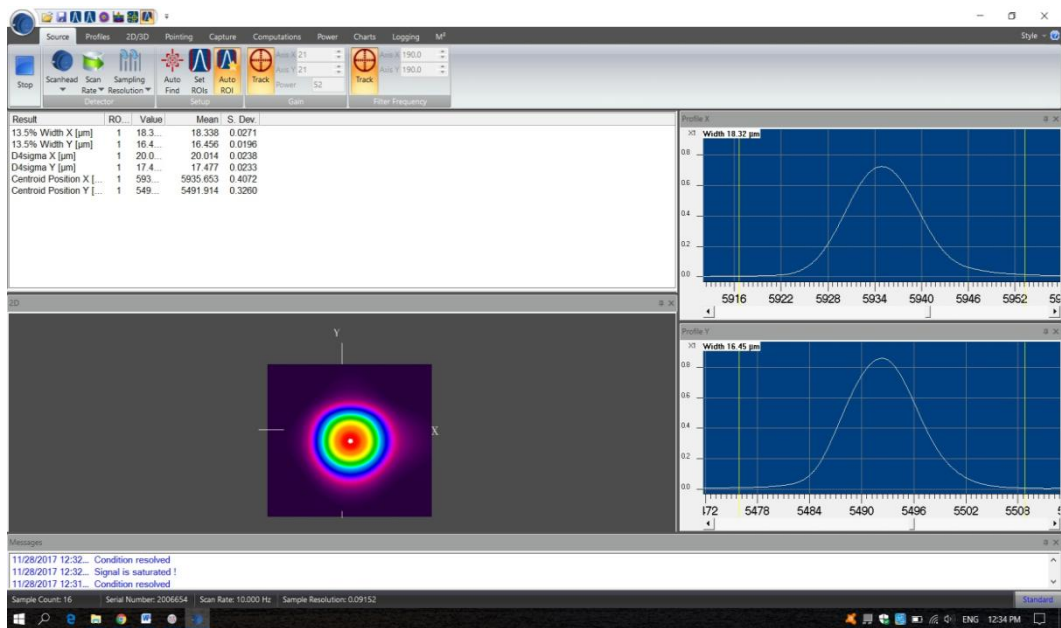 Source Profiles 2D/3D Pointing Capture Computations Power Charts Logging M² Style
Stop Scanhead Scan Rate Sampling Resolution Auto Find Set ROIs Auto ROI Track Axis X 21 Axis Y 21 Power 52 Track Axis X 190.0 Axis Y 190.0
Detector Setup Gain Filter Frequency
Result RO... Value Mean S. Dev.
13.5% Width X [µm] 1 18.3... 18.338 0.0271
13.5% Width Y [µm] 1 16.4... 16.456 0.0196
D4sigma X [µm] 1 20.0... 20.014 0.0238
D4sigma Y [µm] 1 17.4... 17.477 0.0233
Centroid Position X [... 1 593... 5935.653 0.4072
Centroid Position Y [... 1 549... 5491.914 0.3260
Profile X
X1 Width 18.32 µm
0.8
0.6
0.4
0.2
0.0
5916 5922 5928 5934 5940 5946 5952 59
2D
Y
X
Profile Y
X1 Width 16.45 µm
0.8
0.6
0.4
0.2
0.0
5478 5484 5490 5496 5502 5508
Messages
11/28/2017 12:32... Condition resolved
11/28/2017 12:32... Signal is saturated !
11/28/2017 12:31... Condition resolved
Sample Count: 16 Serial Number: 2006654 Scan Rate: 10.000 Hz Sample Resolution: 0.09152 Standard
ENG 12:34 PM